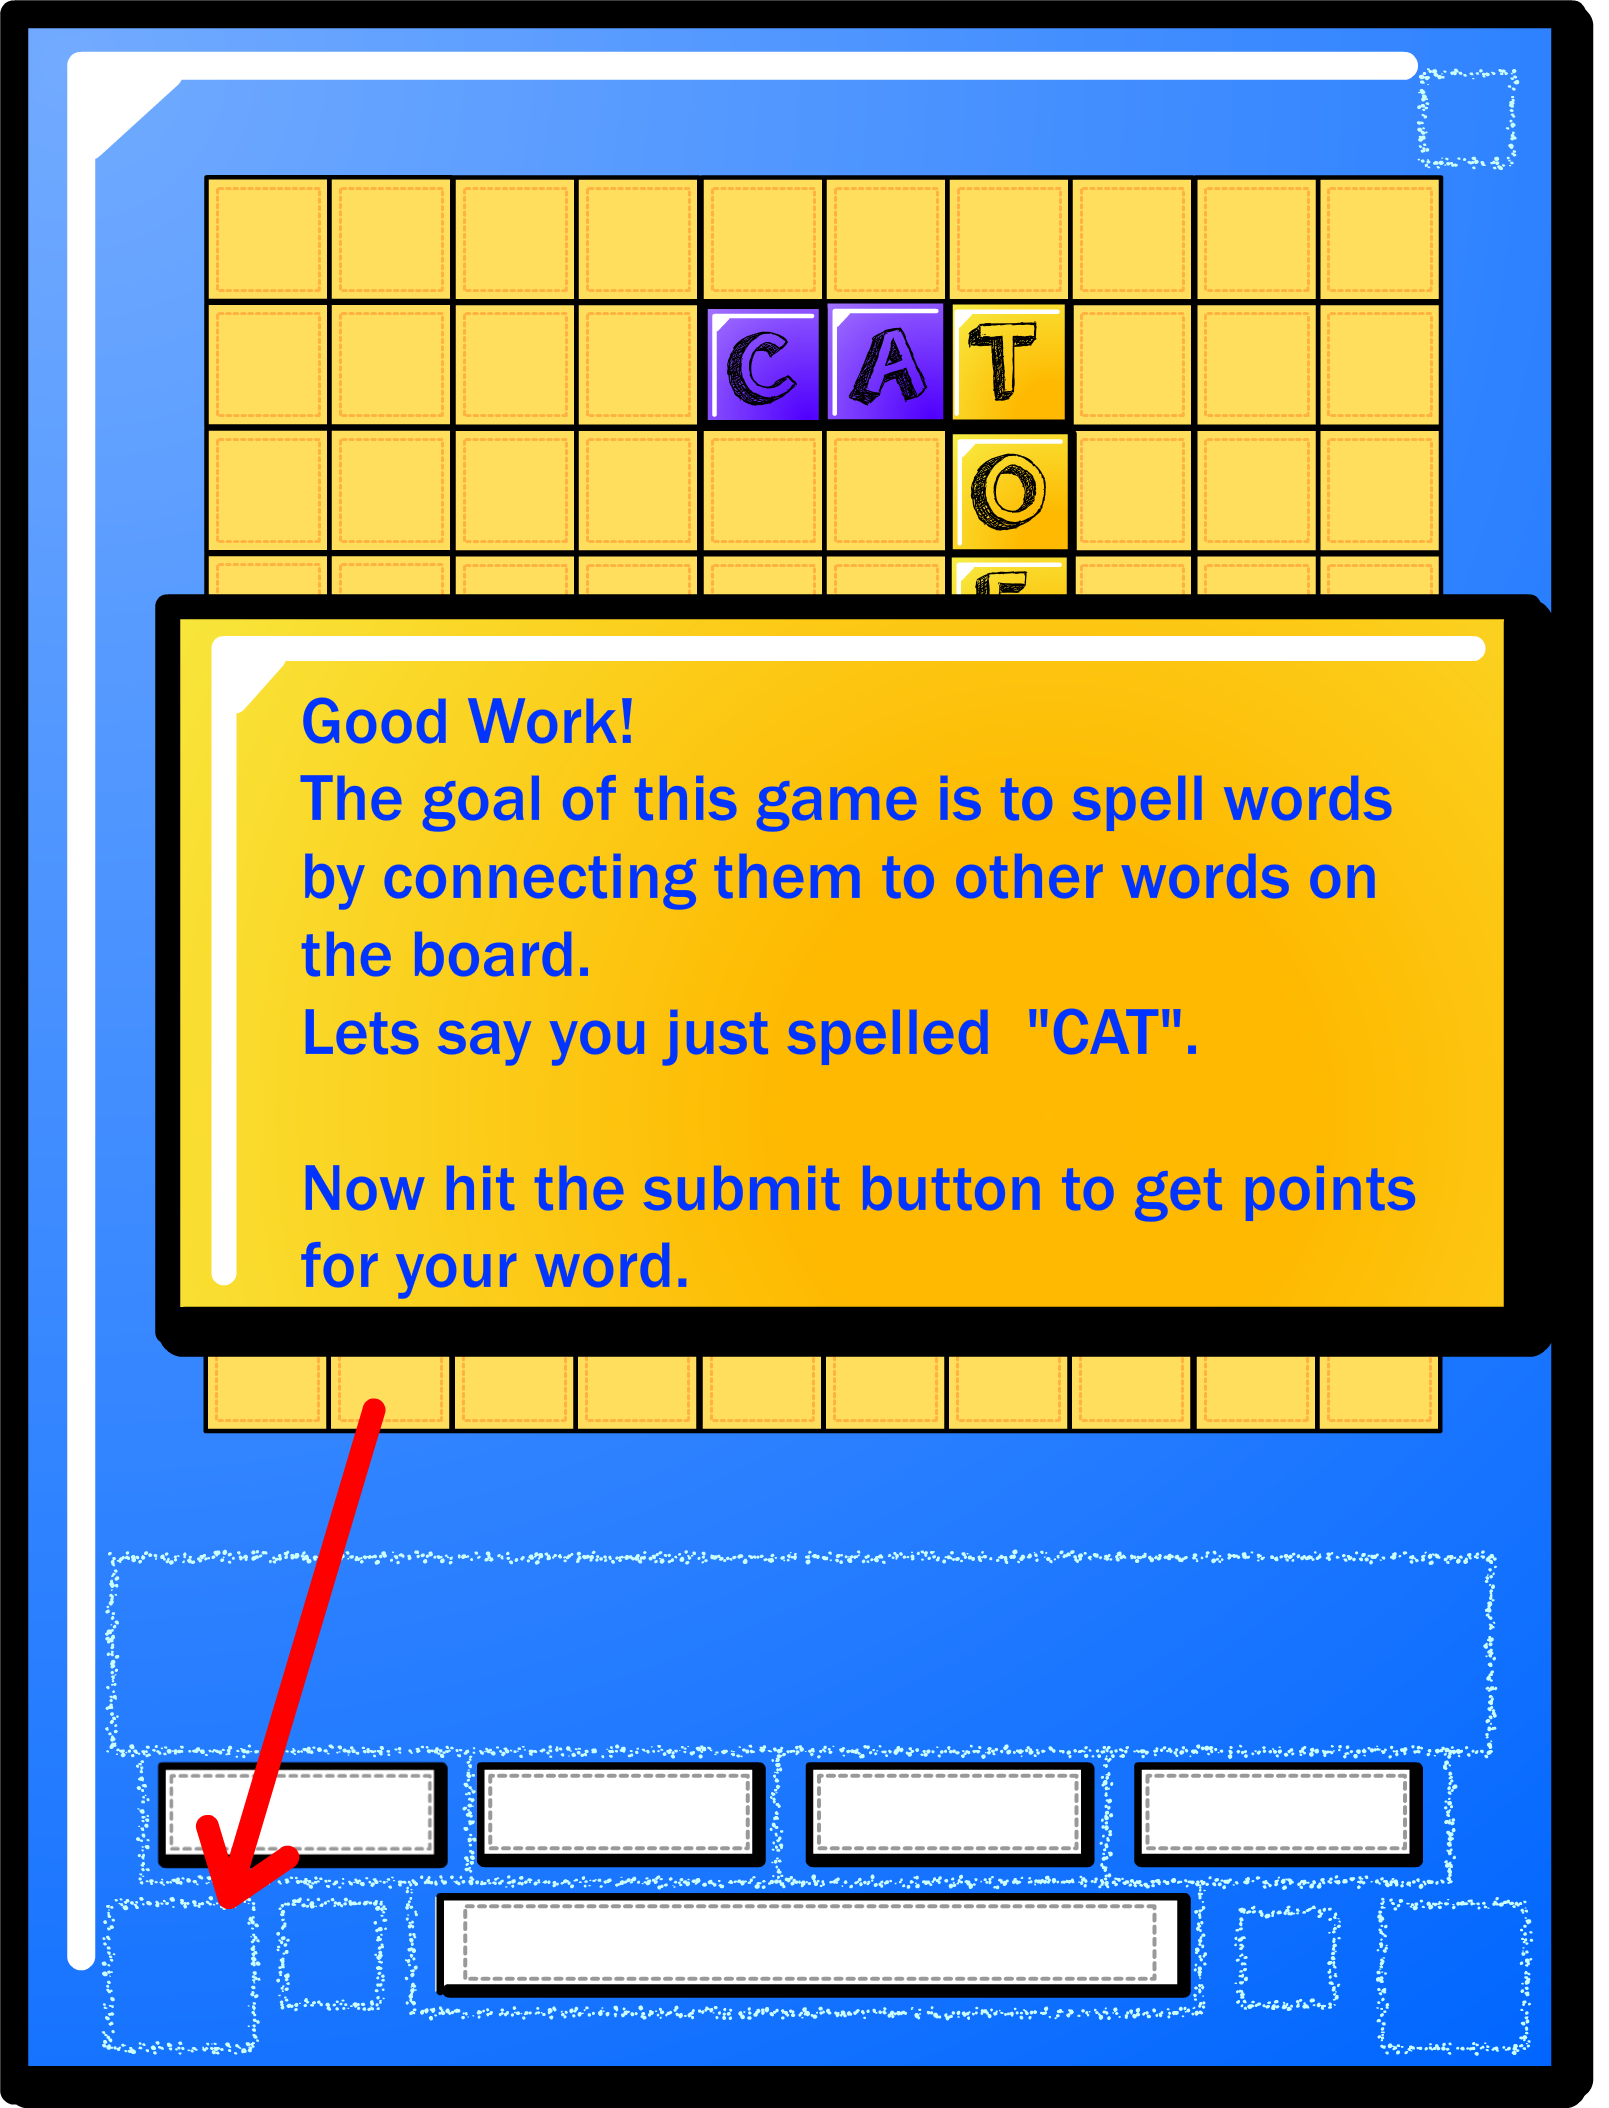 CAT
O
Good Work!
The goal of this game is to spell words
by connecting them to other words on
the board.
Lets say you just spelled "CAT".
Now hit the submit button to get points
for your word.